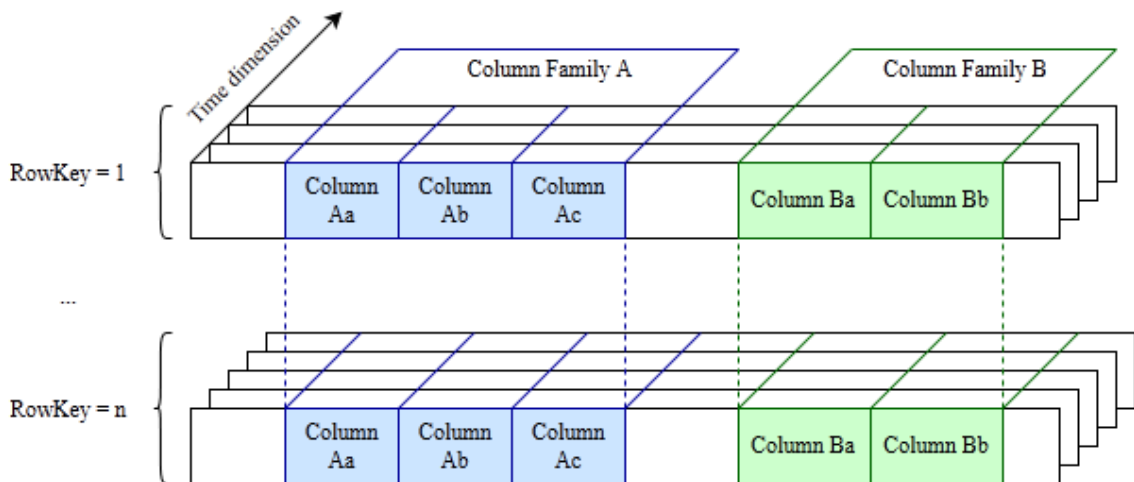 Time dimension
Column Family A
Column Family B
RowKey = 1
Column
Aa
Column
Ab
Column
Ac
Column Ba
Column Bb
...
RowKey = n
Column
Aa
Column
Ab
Column
Ac
Column Ba
Column Bb